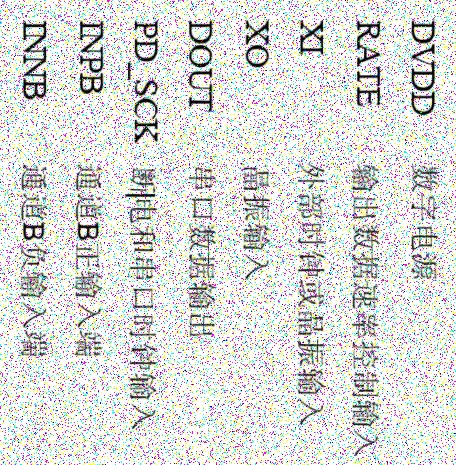 DVDD 数字电源
RATE 输出数据速率控制输入
XI 外部时钟或晶振输入
XO 晶振输入
DOUT 串口数据输出
PD_SCK 断电和串口时钟输入
INPB 通道B正输入端
INNB 通道B负输入端